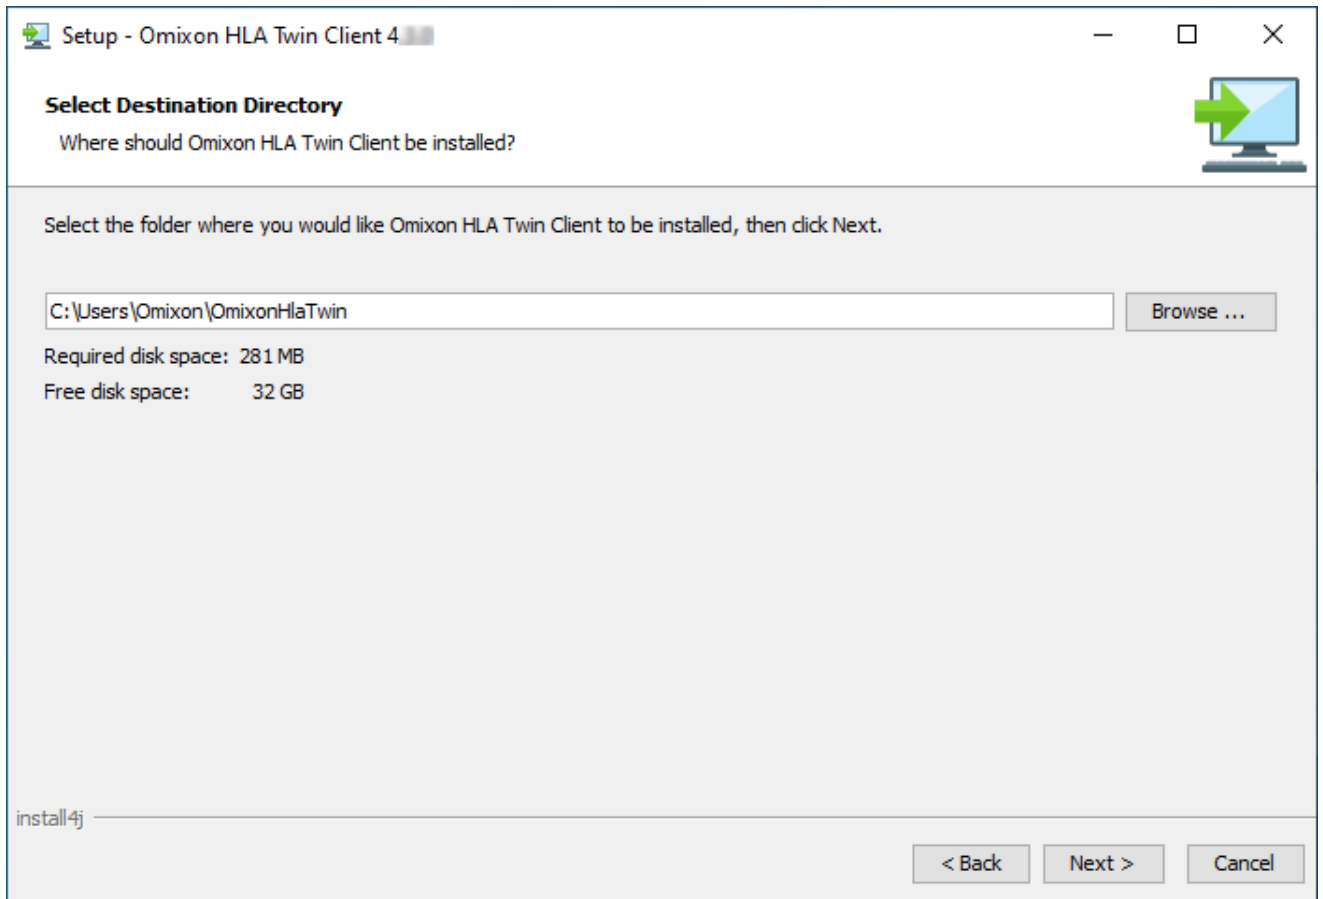 Setup - Omixon HLA Twin Client 4
Select Destination Directory
Where should Omixon HLA Twin Client be installed?
Select the folder where you would like Omixon HLA Twin Client to be installed, then click Next.
C:\Users\Omixon\OmixonHlaTwin
Browse ...
Required disk space: 281 MB
Free disk space: 32 GB
install4j
< Back
Next >
Cancel